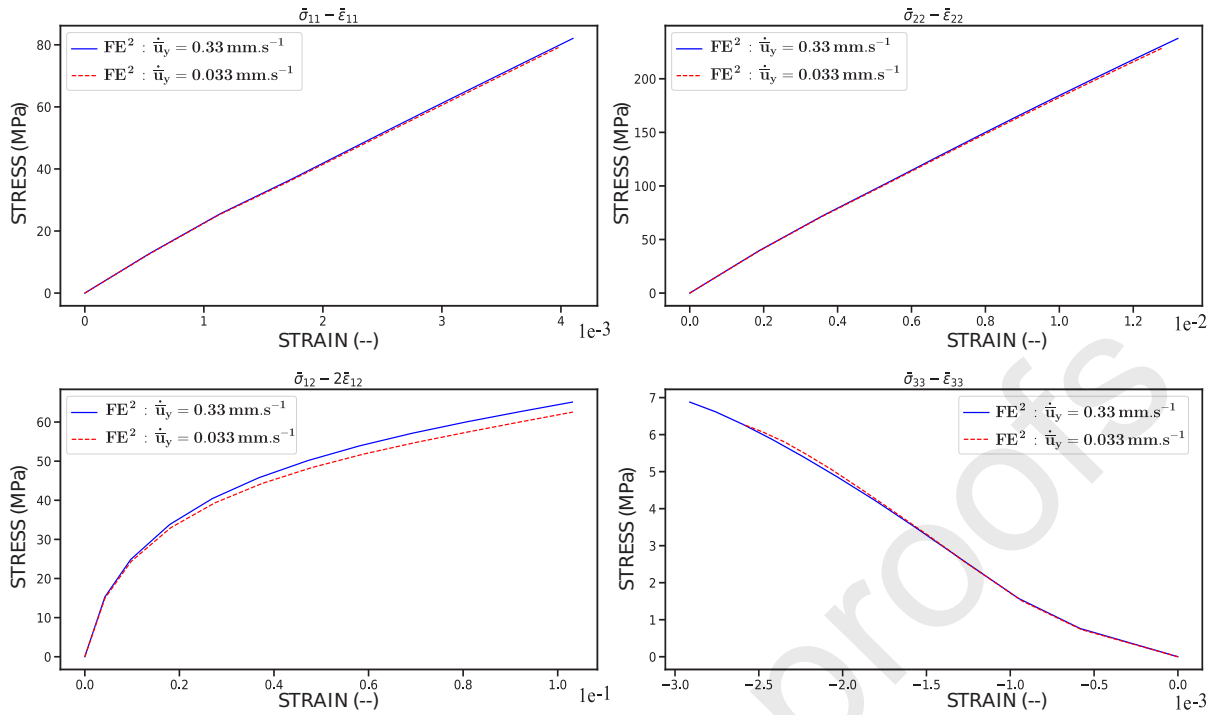 σ̄₁₁ − ε̄₁₁
FE² : u̇̄ᵧ = 0.33 mm.s⁻¹
FE² : u̇̄ᵧ = 0.033 mm.s⁻¹
STRESS (MPa)
80
60
40
20
0
0 1 2 3 4
STRAIN (--)
1e-3
σ̄₂₂ − ε̄₂₂
FE² : u̇̄ᵧ = 0.33 mm.s⁻¹
FE² : u̇̄ᵧ = 0.033 mm.s⁻¹
STRESS (MPa)
200
150
100
50
0
0.0 0.2 0.4 0.6 0.8 1.0 1.2
STRAIN (--)
1e-2
σ̄₁₂ − 2ε̄₁₂
FE² : u̇̄ᵧ = 0.33 mm.s⁻¹
FE² : u̇̄ᵧ = 0.033 mm.s⁻¹
STRESS (MPa)
60
50
40
30
20
10
0
0.0 0.2 0.4 0.6 0.8 1.0
STRAIN (--)
1e-1
σ̄₃₃ − ε̄₃₃
FE² : u̇̄ᵧ = 0.33 mm.s⁻¹
FE² : u̇̄ᵧ = 0.033 mm.s⁻¹
STRESS (MPa)
7
6
5
4
3
2
1
0
−3.0 −2.5 −2.0 −1.5 −1.0 −0.5 0.0
STRAIN (--)
1e-3
proofs